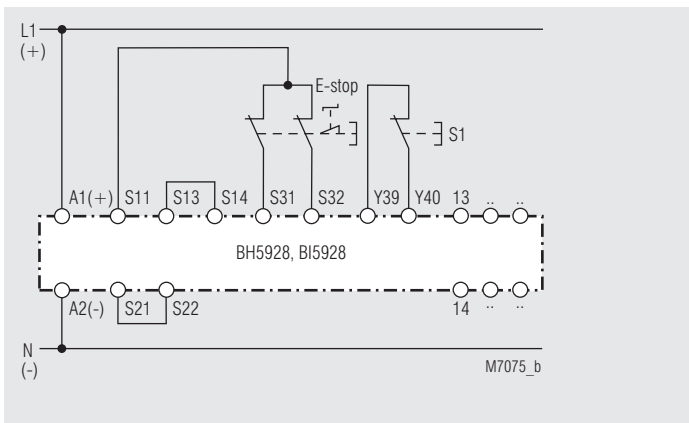 L1
(+)
E-stop
S1
A1(+) S11 S13 S14 S31 S32 Y39 Y40 13 .. ..
BH5928, BI5928
A2(-) S21 S22 14 .. ..
N
(-)
M7075_b